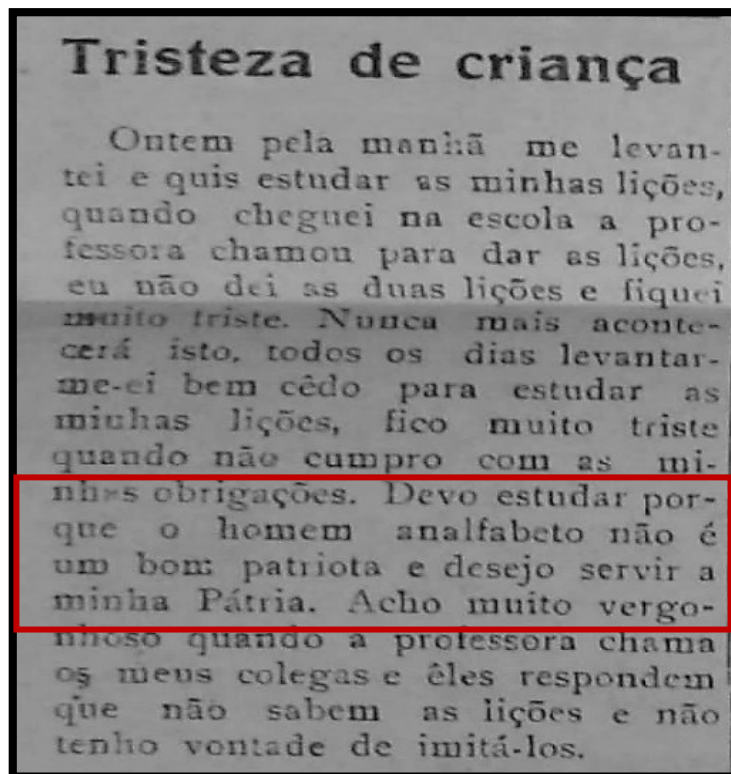 Tristeza de criança
Ontem pela manhã me levan-
tei e quis estudar as minhas lições,
quando cheguei na escola a pro-
fessora chamou para dar as lições,
eu não dei as duas lições e fiquei
muito triste. Nunca mais aconte-
cerá isto, todos os dias levantar-
me-ei bem cêdo para estudar as
minhas lições, fico muito triste
quando não cumpro com as mi-
nhas obrigações. Devo estudar por-
que o homem analfabeto não é
um bom patriota e desejo servir a
minha Pátria. Acho muito vergo-
nhoso quando a professora chama
os meus colegas e êles respondem
que não sabem as lições e não
tenho vontade de imitá-los.